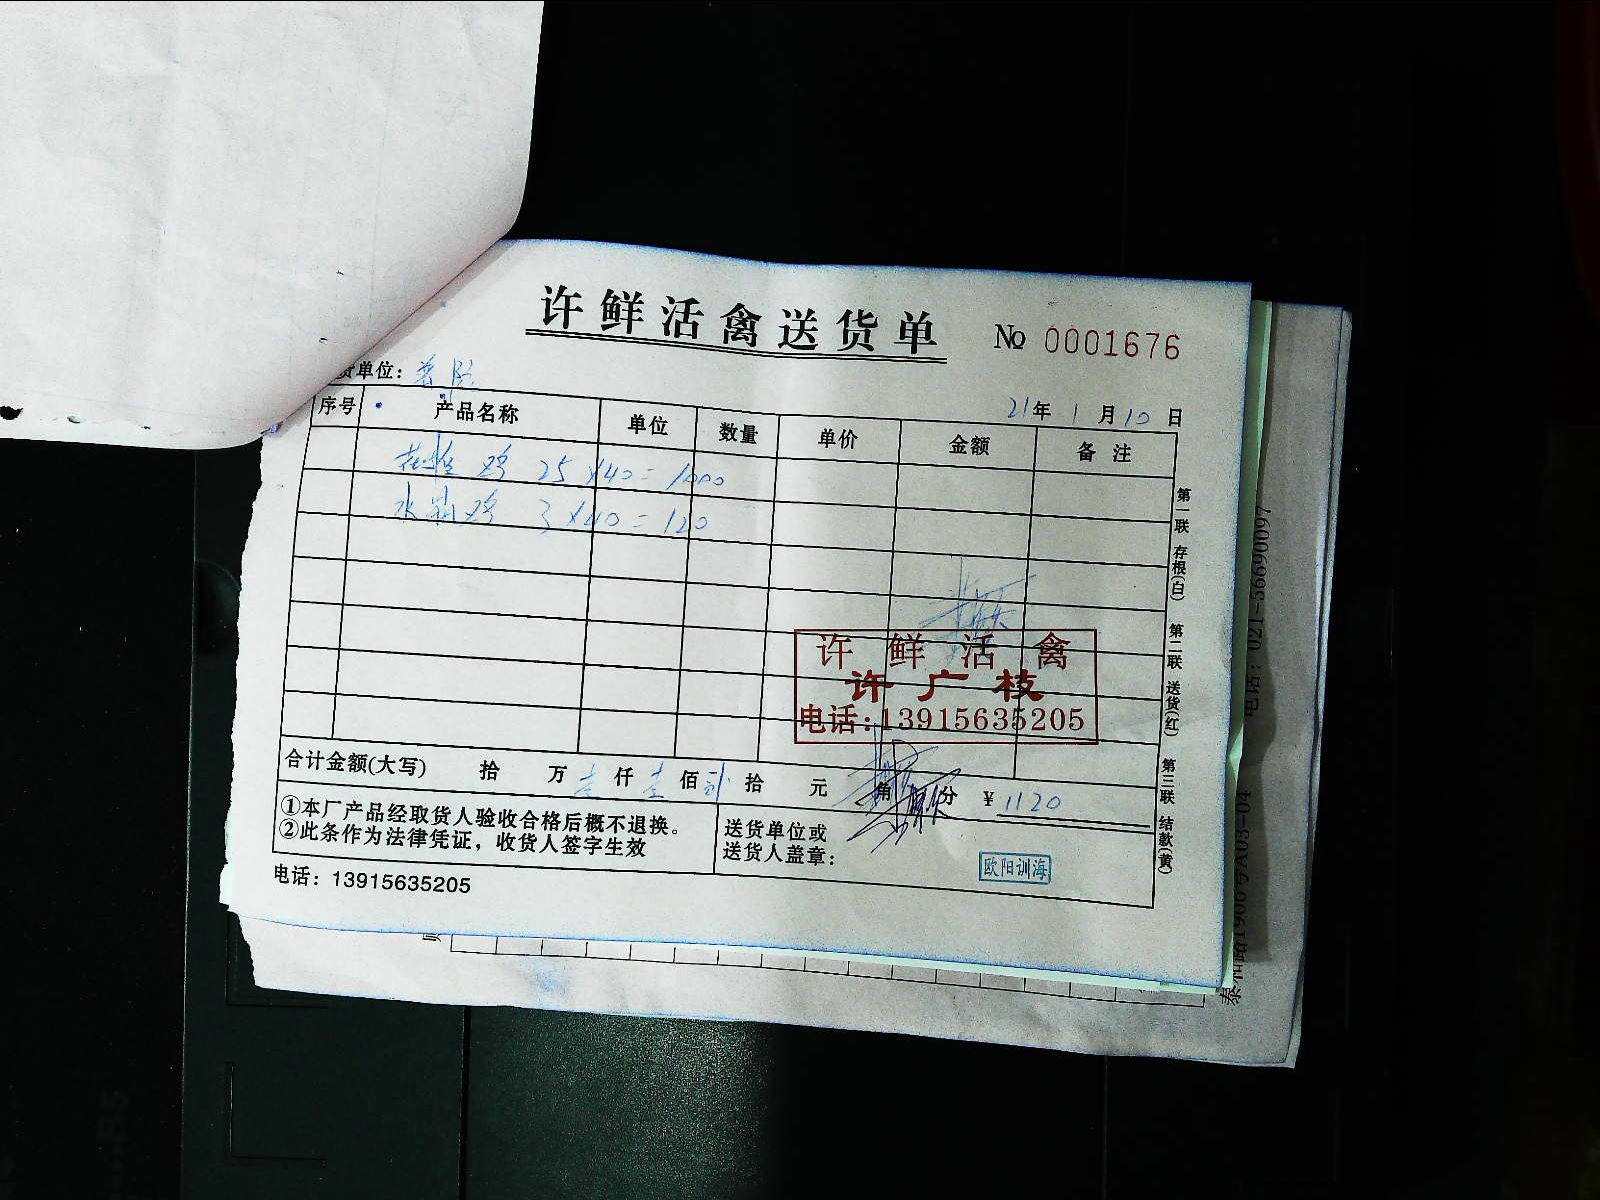 许鲜活禽送货单 No 0001676
货单位：
21年 1月10日
序号 产品名称 单位 数量 单价 金额 备注
鸡 25×40=1000
水 鸡 3×40=120
许鲜活禽
许广枝
电话：13915635205
合计金额(大写) 拾 万 壹仟 壹佰 贰拾 元 角 分 ¥ 1120
①本厂产品经取货人验收合格后概不退换。
②此条作为法律凭证，收货人签字生效
送货单位或
送货人盖章：
欧阳训海
电话：13915635205
第一联 存根(白) 第二联 送货(红) 第三联 结款(黄)
电话：021-56690097